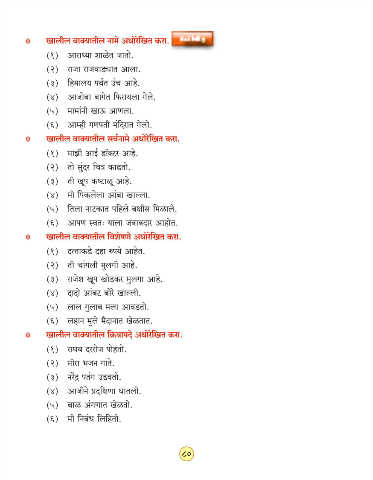 खालील वाक्यातील नामे अधोरेखित करा.
(१) आराध्या शाळेत जाते.
(२) राजा राजवाड्यात आला.
(३) हिमालय पर्वत उंच आहे.
(४) आजोबा बागेत फिरायला गेले.
(५) मामांनी खाऊ आणला.
(६) आम्ही गणपती मंदिरात गेलो.
खालील वाक्यातील सर्वनामे अधोरेखित करा.
(१) माझी आई डॉक्टर आहे.
(२) तो सुंदर चित्र काढतो.
(३) ती खूप कष्टाळू आहे.
(४) मी पिकलेला आंबा खाल्ला.
(५) तिला नाटकात पहिले बक्षीस मिळाले.
(६) आपण स्वतः याला जबाबदार आहोत.
खालील वाक्यातील विशेषणे अधोरेखित करा.
(१) दत्ताकडे दहा रुपये आहेत.
(२) ती चांगली मुलगी आहे.
(३) राजेश खूप खोडकर मुलगा आहे.
(४) दादाने आंबट बोरे खाल्ली.
(५) लाल गुलाब मला आवडतो.
(६) लहान मुले मैदानात खेळतात.
खालील वाक्यातील क्रियापदे अधोरेखित करा.
(१) राघव दररोज पोहतो.
(२) मीरा भजन गाते.
(३) नरेंद्र पतंग उडवतो.
(४) आजीने प्रदक्षिणा घातली.
(५) बाळ अंगणात खेळतो.
(६) मी निबंध लिहितो.
८०